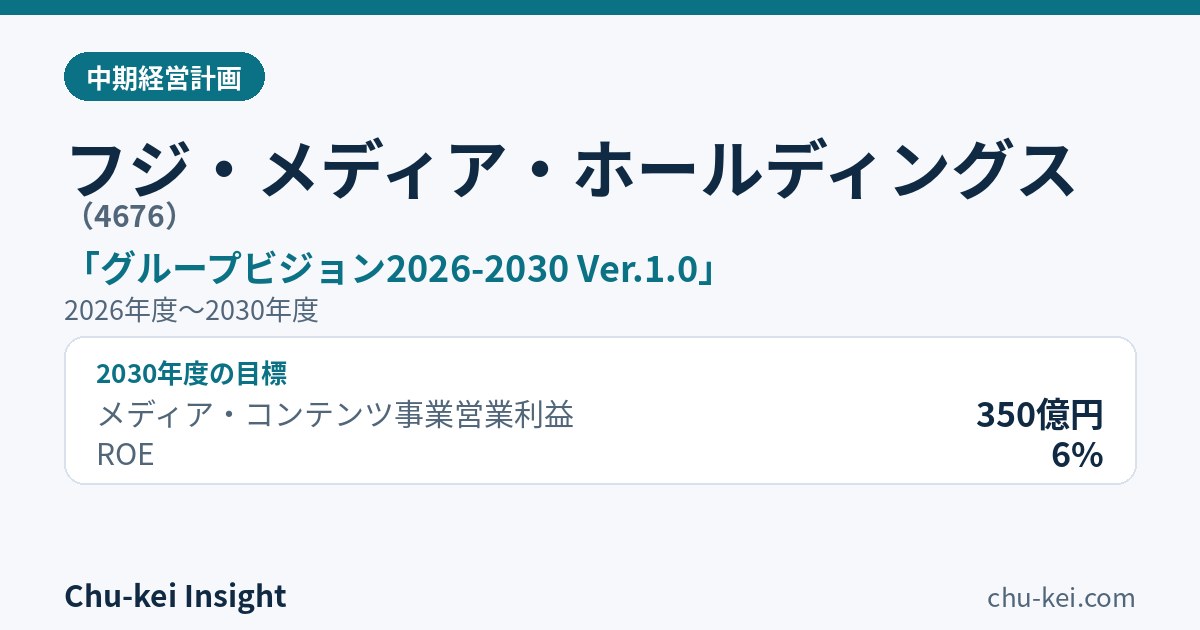 中期経営計画
フジ・メディア・ホールディングス
（4676）
「グループビジョン2026-2030 Ver.1.0」
2026年度〜2030年度
2030年度の目標
メディア・コンテンツ事業営業利益 350億円
ROE 6%
Chu-kei Insight chu-kei.com